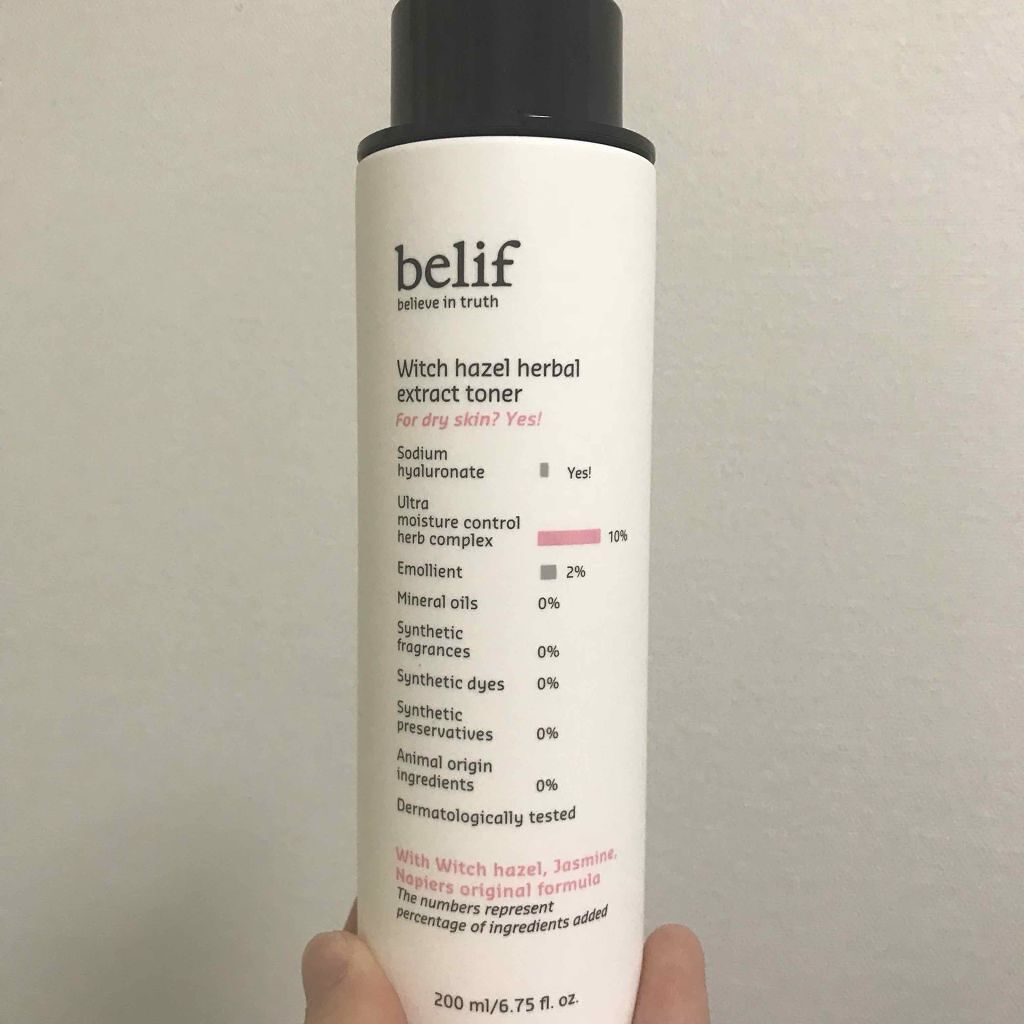 belif
believe in truth
Witch hazel herbal
extract toner
For dry skin? Yes!
Sodium
hyaluronate Yes!
Ultra
moisture control
herb complex 10%
Emollient 2%
Mineral oils 0%
Synthetic
fragrances 0%
Synthetic dyes 0%
Synthetic
preservatives 0%
Animal origin
ingredients 0%
Dermatologically tested
With Witch hazel, Jasmine,
Napiers original formula
The numbers represent
percentage of ingredients added
200 ml/6.75 fl. oz.